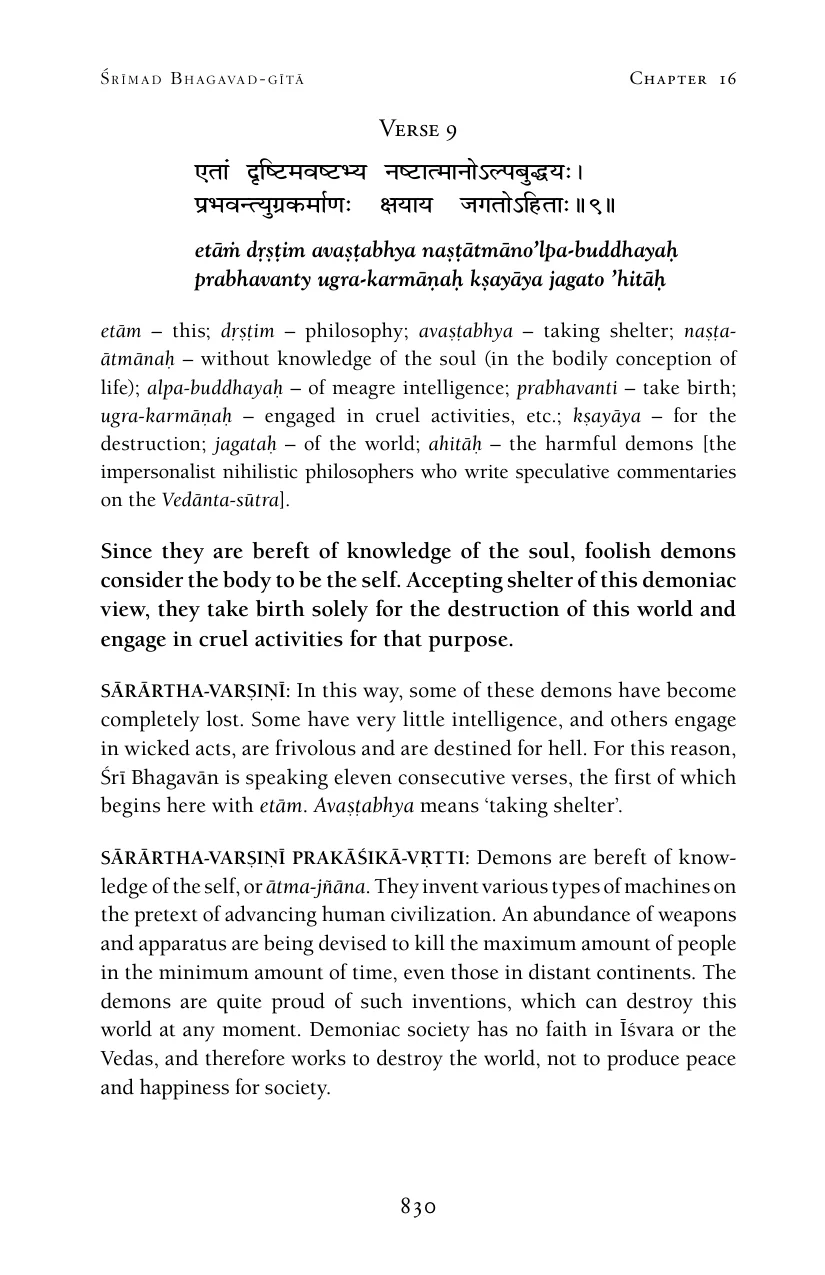 Śrīmad Bhagavad-gītā Chapter 16
Verse 9
एतां दृष्टिमवष्टभ्य नष्टात्मानोऽल्पबुद्धयः।
प्रभवन्त्युग्रकर्माणः क्षयाय जगतोऽहिताः॥९॥
etāṁ dṛṣṭim avaṣṭabhya naṣṭātmāno’lpa-buddhayaḥ
prabhavanty ugra-karmāṇaḥ kṣayāya jagato ’hitāḥ
etām – this; dṛṣṭim – philosophy; avaṣṭabhya – taking shelter; naṣṭa-
ātmānaḥ – without knowledge of the soul (in the bodily conception of
life); alpa-buddhayaḥ – of meagre intelligence; prabhavanti – take birth;
ugra-karmāṇaḥ – engaged in cruel activities, etc.; kṣayāya – for the
destruction; jagataḥ – of the world; ahitāḥ – the harmful demons [the
impersonalist nihilistic philosophers who write speculative commentaries
on the Vedānta-sūtra].
Since they are bereft of knowledge of the soul, foolish demons
consider the body to be the self. Accepting shelter of this demoniac
view, they take birth solely for the destruction of this world and
engage in cruel activities for that purpose.
SĀRĀRTHA-VARṢIṆĪ: In this way, some of these demons have become
completely lost. Some have very little intelligence, and others engage
in wicked acts, are frivolous and are destined for hell. For this reason,
Śrī Bhagavān is speaking eleven consecutive verses, the first of which
begins here with etām. Avaṣṭabhya means ‘taking shelter’.
SĀRĀRTHA-VARṢIṆĪ PRAKĀŚIKĀ-VṚTTI: Demons are bereft of know-
ledge of the self, or ātma-jñāna. They invent various types of machines on
the pretext of advancing human civilization. An abundance of weapons
and apparatus are being devised to kill the maximum amount of people
in the minimum amount of time, even those in distant continents. The
demons are quite proud of such inventions, which can destroy this
world at any moment. Demoniac society has no faith in Īśvara or the
Vedas, and therefore works to destroy the world, not to produce peace
and happiness for society.
830